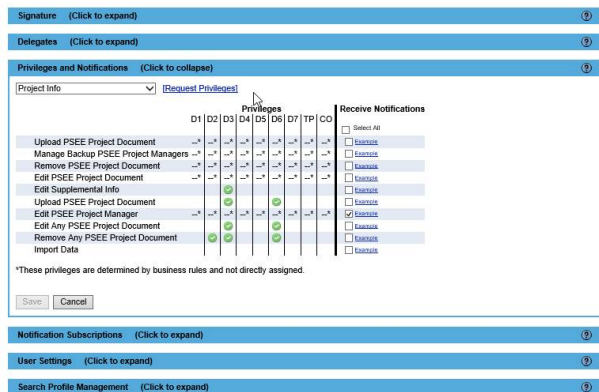 Signature (Click to expand) ?
Delegates (Click to expand) ?
Privileges and Notifications (Click to collapse) ?
Project Info [Request Privileges]
Privileges Receive Notifications
D1 D2 D3 D4 D5 D6 D7 TP CO
Select All
Upload PSEE Project Document --* --* --* --* --* --* --* --* --* Example
Manage Backup PSEE Project Managers --* --* --* --* --* --* --* --* --* Example
Remove PSEE Project Document --* --* --* --* --* --* --* --* --* Example
Edit PSEE Project Document --* --* --* --* --* --* --* --* --* Example
Edit Supplemental Info Example
Upload PSEE Project Document Example
Edit PSEE Project Manager --* --* --* --* --* --* --* --* --* Example
Edit Any PSEE Project Document Example
Remove Any PSEE Project Document Example
Import Data Example
*These privileges are determined by business rules and not directly assigned.
Save Cancel
Notification Subscriptions (Click to expand) ?
User Settings (Click to expand) ?
Search Profile Management (Click to expand) ?